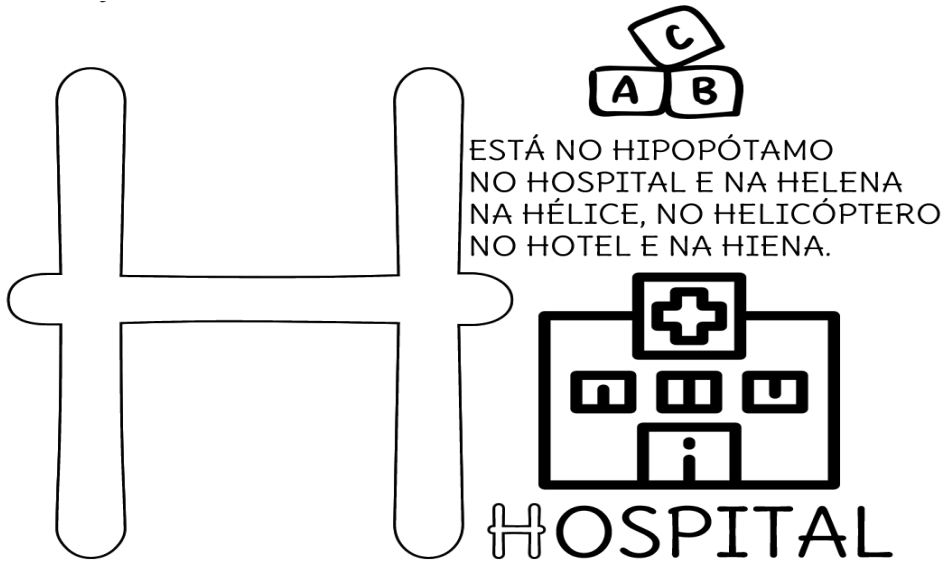 H
C
A B
ESTÁ NO HIPOPÓTAMO
NO HOSPITAL E NA HELENA
NA HÉLICE, NO HELICÓPTERO
NO HOTEL E NA HIENA.
HOSPITAL